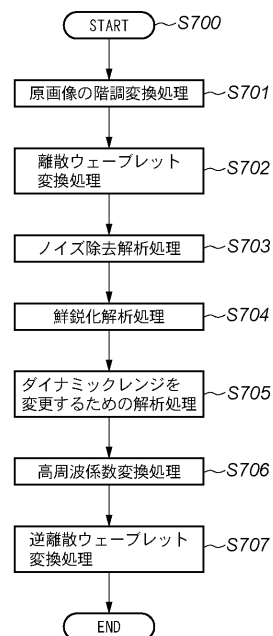 START
S700
原画像の階調変換処理
S701
離散ウェーブレット
変換処理
S702
ノイズ除去解析処理
S703
鮮鋭化解析処理
S704
ダイナミックレンジを
変更するための解析処理
S705
高周波係数変換処理
S706
逆離散ウェーブレット
変換処理
S707
END